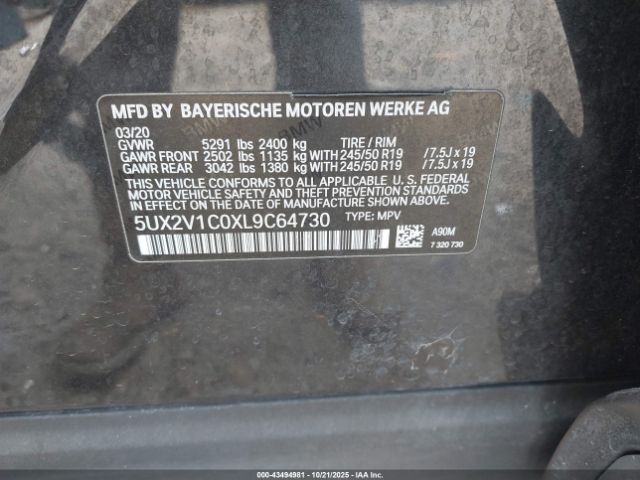 MFD BY BAYERISCHE MOTOREN WERKE AG
03/20
GVWR 5291 lbs 2400 kg TIRE / RIM
GAWR FRONT 2502 lbs 1135 kg WITH 245/50 R19 /7.5J x 19
GAWR REAR 3042 lbs 1380 kg WITH 245/50 R19 /7.5J x 19
THIS VEHICLE CONFORMS TO ALL APPLICABLE U. S. FEDERAL
MOTOR VEHICLE SAFETY, BUMPER, AND THEFT PREVENTION
STANDARDS IN EFFECT ON THE DATE OF MANUFACTURE SHOWN ABOVE.
5UX2V1C0XL9C64730 TYPE: MPV
A90M
7 320 730
000-43494981 - 10/21/2025 - IAAI.COM